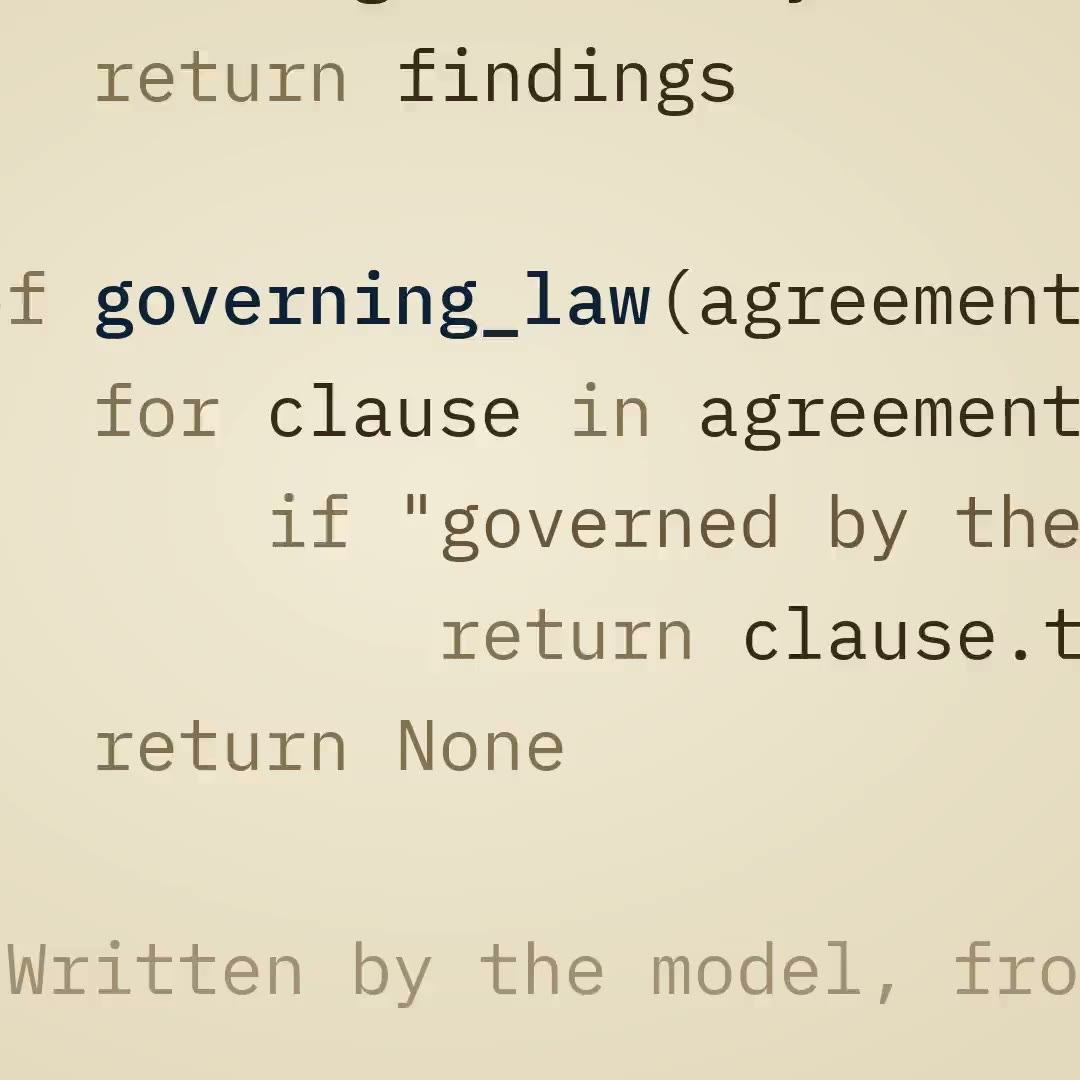 return findings
f governing_law(agreement
for clause in agreement
if "governed by the
return clause.t
return None
Written by the model, fro